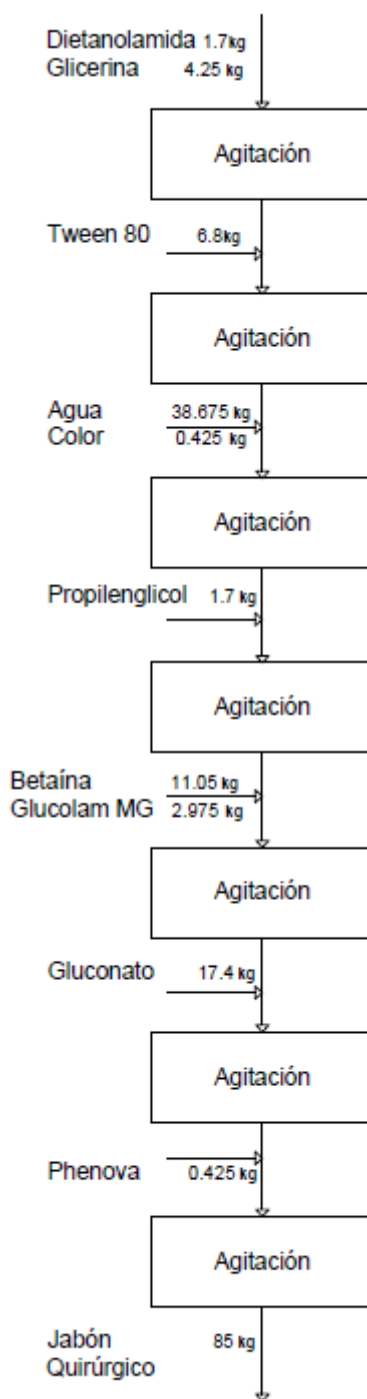 Dietanolamida 1.7kg
Glicerina 4.25 kg
Agitación
Tween 80 6.8kg
Agitación
Agua 38.675 kg
Color 0.425 kg
Agitación
Propilenglicol 1.7 kg
Agitación
Betaína 11.05 kg
Glucolam MG 2.975 kg
Agitación
Gluconato 17.4 kg
Agitación
Phenova 0.425 kg
Agitación
Jabón 85 kg
Quirúrgico